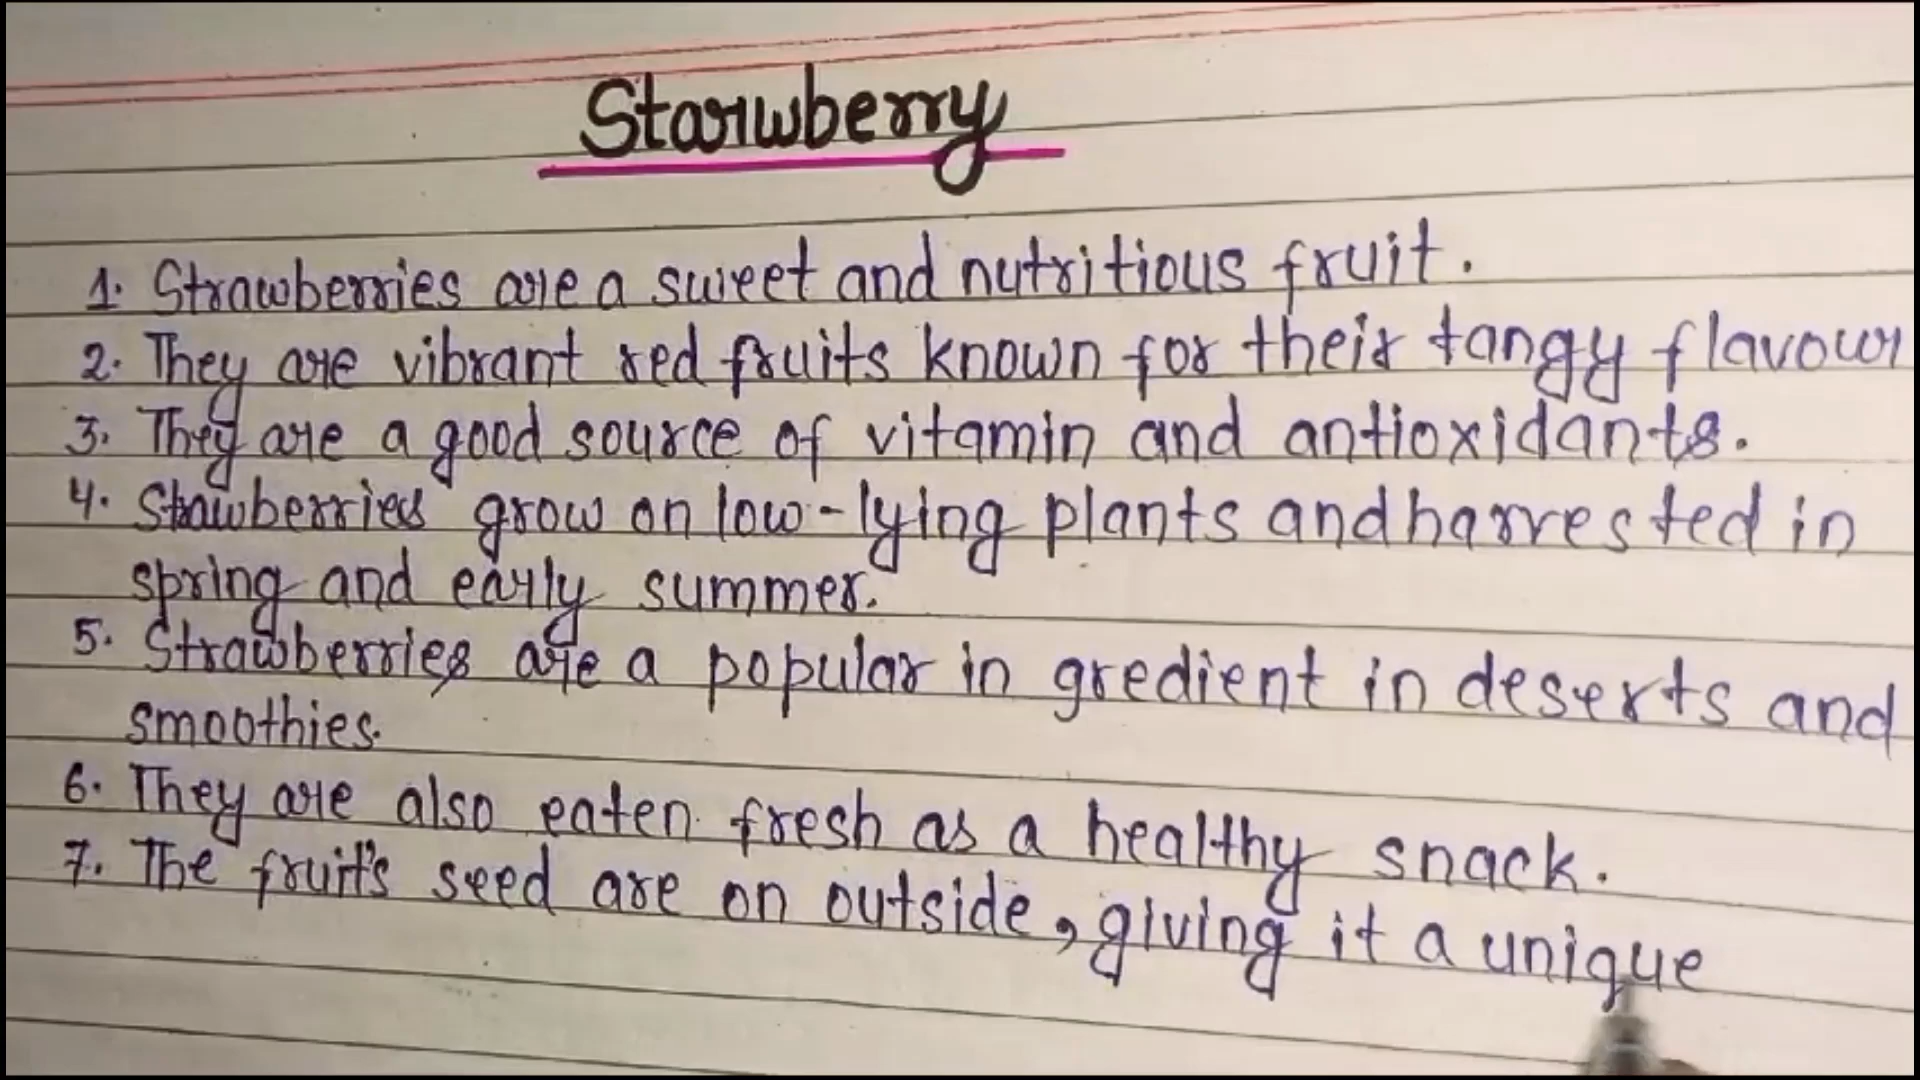 Starwberry
1. Strawberries are a sweet and nutritious fruit.
2. They are vibrant red fruits known for their tangy flavour
3. They are a good source of vitamin and antioxidants.
4. Strawberries grow on low-lying plants and harvested in
spring and early summer.
5. Strawberries are a popular in gredient in deserts and
smoothies.
6. They are also eaten fresh as a healthy snack.
7. The fruit's seed are on outside, giving it a unique